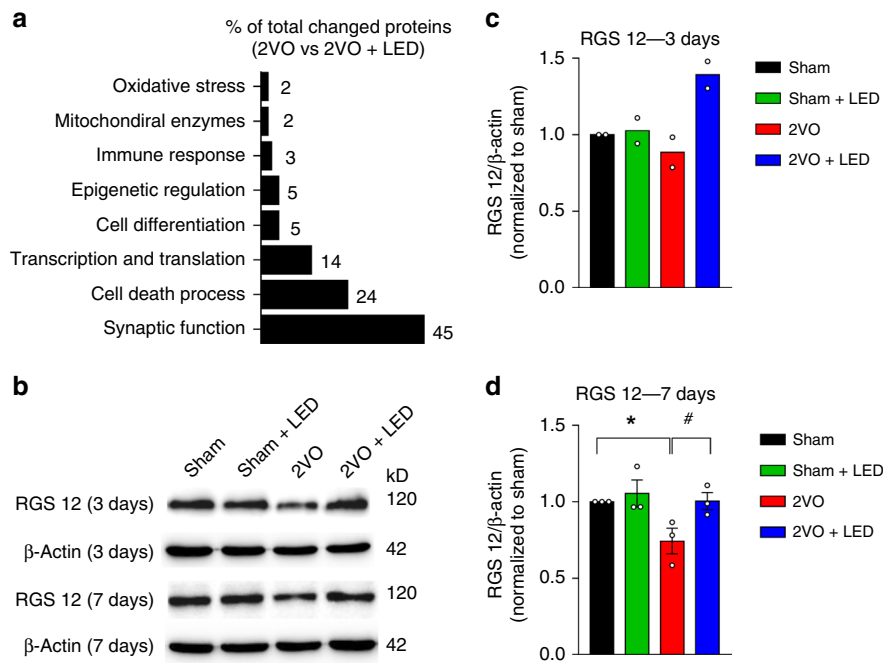 a
% of total changed proteins
(2VO vs 2VO + LED)
Oxidative stress 2
Mitochondiral enzymes 2
Immune response 3
Epigenetic regulation 5
Cell differentiation 5
Transcription and translation 14
Cell death process 24
Synaptic function 45
b
Sham Sham + LED 2VO 2VO + LED
kD
RGS 12 (3 days) 120
β-Actin (3 days) 42
RGS 12 (7 days) 120
β-Actin (7 days) 42
c
RGS 12—3 days
RGS 12/β-actin
(normalized to sham)
1.5
1.0
0.5
0.0
Sham
Sham + LED
2VO
2VO + LED
d
RGS 12—7 days
RGS 12/β-actin
(normalized to sham)
1.5
1.0
0.5
0.0
* #
Sham
Sham + LED
2VO
2VO + LED